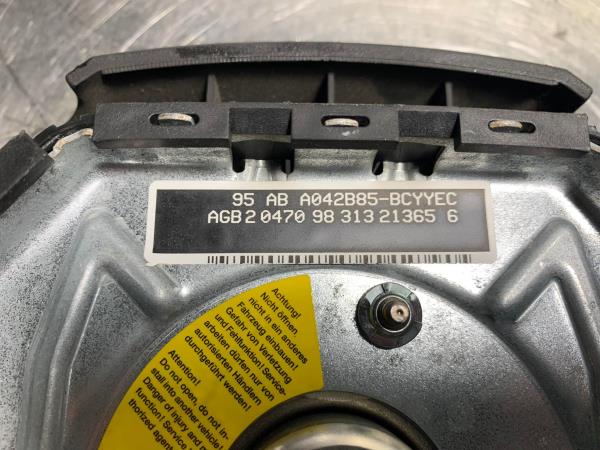 95 AB A042B85-BCYYEC
AGB 2 0470 98 313 21365 6
Achtung!
Nicht öffnen
nicht in ein anderes
Fahrzeug einbauen!
Gefahr von Verletzung
und Fehlfunktion! Service-
arbeiten dürfen nur von
autorisierten Händlern
durchgeführt werden!
Attention!
Do not open, do not in-
stall into another vehicle!
Danger of injury and
function! Service
thorized agent